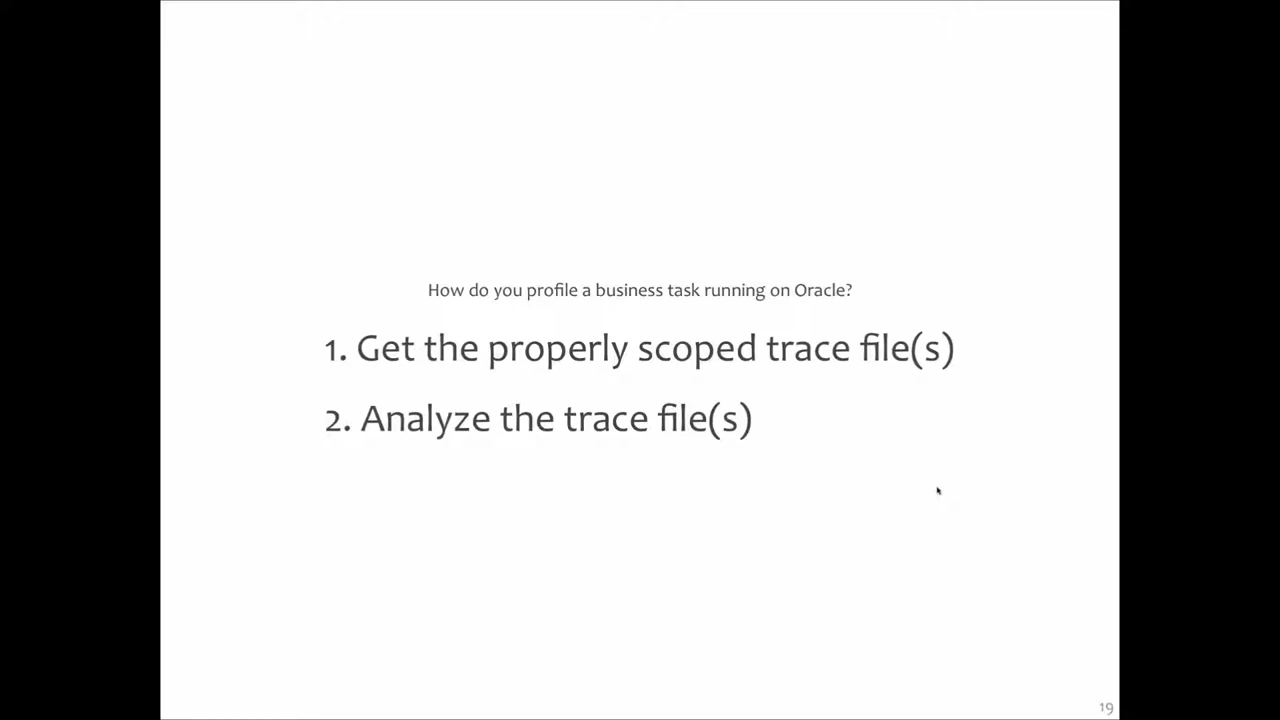 How do you profile a business task running on Oracle?
1. Get the properly scoped trace file(s)
2. Analyze the trace file(s)
19